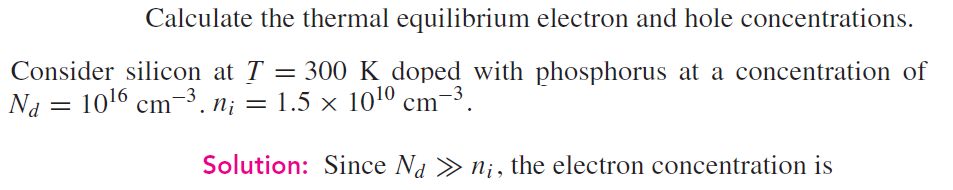 Calculate the thermal equilibrium electron and hole concentrations.
Consider silicon at T = 300 K doped with phosphorus at a concentration of
N_d = 10^16 cm^−3. n_i = 1.5 × 10^10 cm^−3.
Solution: Since N_d ≫ n_i, the electron concentration is